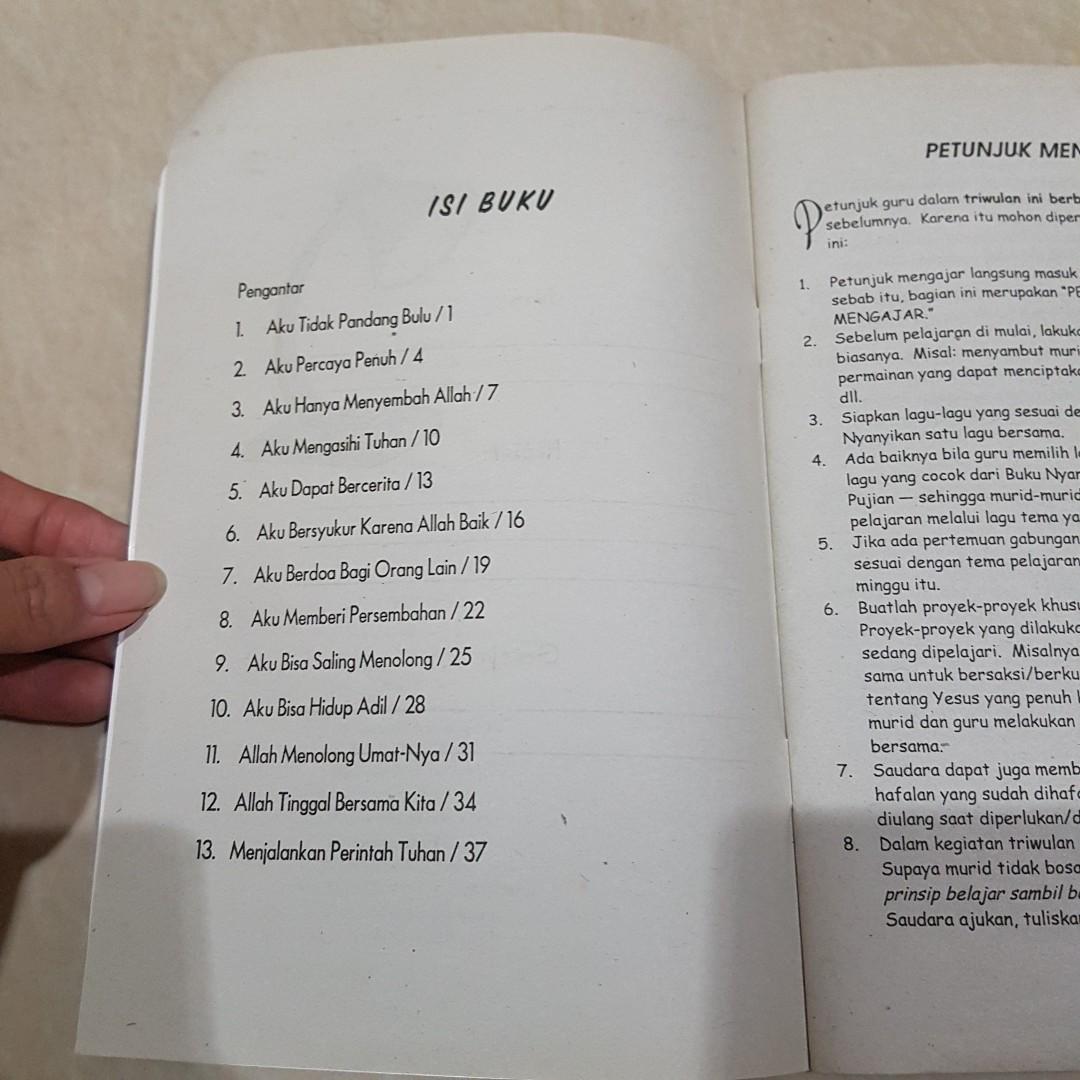 ISI BUKU
Pengantar
1. Aku Tidak Pandang Bulu / 1
2. Aku Percaya Penuh / 4
3. Aku Hanya Menyembah Allah / 7
4. Aku Mengasihi Tuhan / 10
5. Aku Dapat Bercerita / 13
6. Aku Bersyukur Karena Allah Baik / 16
7. Aku Berdoa Bagi Orang Lain / 19
8. Aku Memberi Persembahan / 22
9. Aku Bisa Saling Menolong / 25
10. Aku Bisa Hidup Adil / 28
11. Allah Menolong Umat-Nya / 31
12. Allah Tinggal Bersama Kita / 34
13. Menjalankan Perintah Tuhan / 37
PETUNJUK MEN
Petunjuk guru dalam triwulan ini berb
sebelumnya. Karena itu mohon diper
ini:
1. Petunjuk mengajar langsung masuk
sebab itu, bagian ini merupakan "PE
MENGAJAR."
2. Sebelum pelajaran di mulai, lakuk
biasanya. Misal: menyambut muri
permainan yang dapat menciptak
dll.
3. Siapkan lagu-lagu yang sesuai de
Nyanyikan satu lagu bersama.
4. Ada baiknya bila guru memilih l
lagu yang cocok dari Buku Nyan
Pujian — sehingga murid-murid
pelajaran melalui lagu tema ya
5. Jika ada pertemuan gabungan
sesuai dengan tema pelajaran
minggu itu.
6. Buatlah proyek-proyek khusu
Proyek-proyek yang dilakuka
sedang dipelajari. Misalnya
sama untuk bersaksi/berku
tentang Yesus yang penuh
murid dan guru melakukan
bersama.
7. Saudara dapat juga memb
hafalan yang sudah dihafa
diulang saat diperlukan/d
8. Dalam kegiatan triwulan
Supaya murid tidak bosa
prinsip belajar sambil b
Saudara ajukan, tuliska